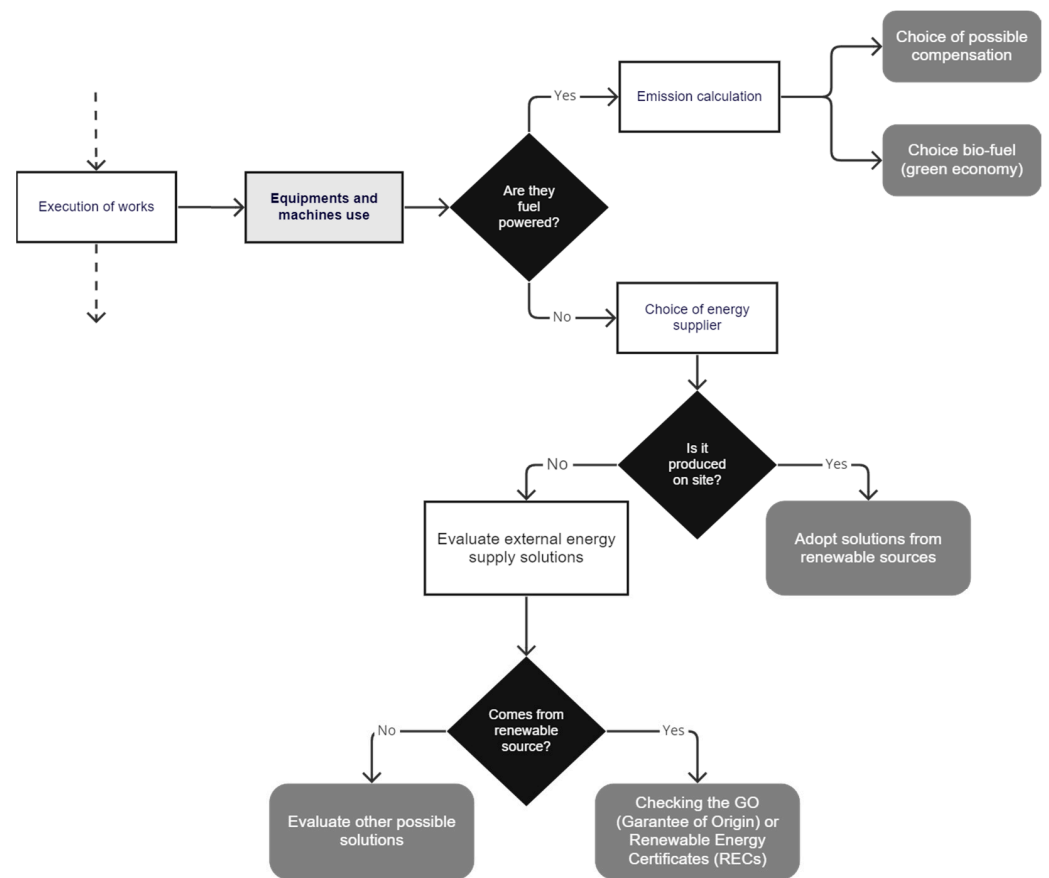 Choice of possible
compensation
Yes
Emission calculation
Choice bio-fuel
(green economy)
Execution of works
Equipments and
machines use
Are they
fuel
powered?
No
Choice of energy
supplier
Is it
produced
on site?
No
Yes
Evaluate external energy
supply solutions
Adopt solutions from
renewable sources
Comes from
renewable
source?
No
Yes
Evaluate other possible
solutions
Checking the GO
(Garantee of Origin) or
Renewable Energy
Certificates (RECs)